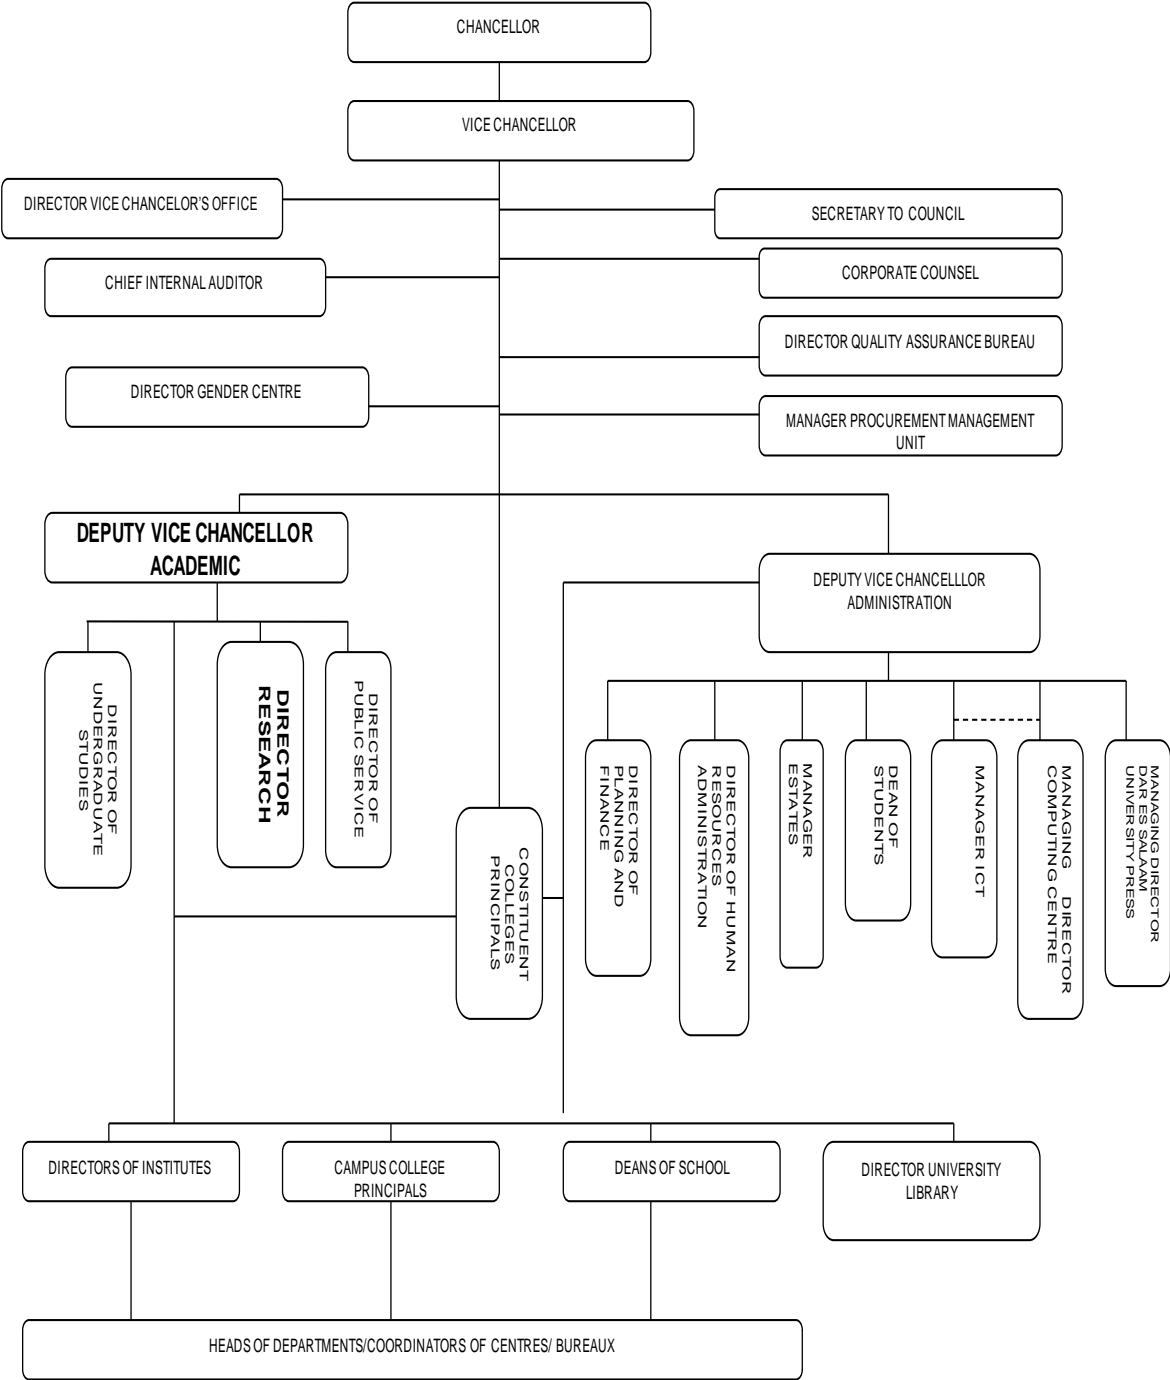 CHANCELLOR
VICE CHANCELLOR
DIRECTOR VICE CHANCELOR'S OFFICE
SECRETARY TO COUNCIL
CHIEF INTERNAL AUDITOR
CORPORATE COUNSEL
DIRECTOR QUALITY ASSURANCE BUREAU
DIRECTOR GENDER CENTRE
MANAGER PROCUREMENT MANAGEMENT
UNIT
DEPUTY VICE CHANCELLOR
ACADEMIC
DEPUTY VICE CHANCELLLOR
ADMINISTRATION
DIRECTOR OF
UNDERGRADUATE
STUDIES
DIRECTOR
RESEARCH
DIRECTOR OF
PUBLIC SERVICE
CONSTITUENT
COLLEGES
PRINCIPALS
DIRECTOR OF
PLANNING AND
FINANCE
DIRECTOR OF HUMAN
RESOURCES
ADMINISTRATION
MANAGER
ESTATES
DEAN OF
STUDENTS
MANAGER ICT
MANAGING DIRECTOR
COMPUTING CENTRE
MANAGING DIRECTOR
DAR ES SALAAM
UNIVERSITY PRESS
DIRECTORS OF INSTITUTES
CAMPUS COLLEGE
PRINCIPALS
DEANS OF SCHOOL
DIRECTOR UNIVERSITY
LIBRARY
HEADS OF DEPARTMENTS/COORDINATORS OF CENTRES/ BUREAUX